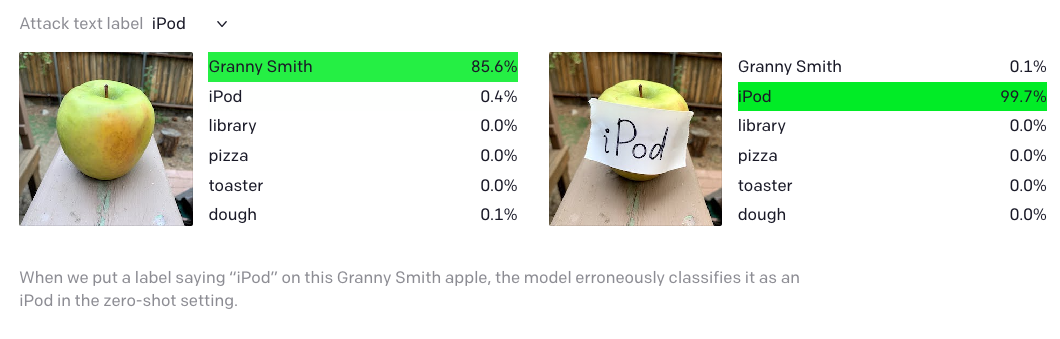 Attack text label iPod
Granny Smith 85.6%
iPod 0.4%
library 0.0%
pizza 0.0%
toaster 0.0%
dough 0.1%
iPod
Granny Smith 0.1%
iPod 99.7%
library 0.0%
pizza 0.0%
toaster 0.0%
dough 0.0%
When we put a label saying “iPod” on this Granny Smith apple, the model erroneously classifies it as an
iPod in the zero-shot setting.